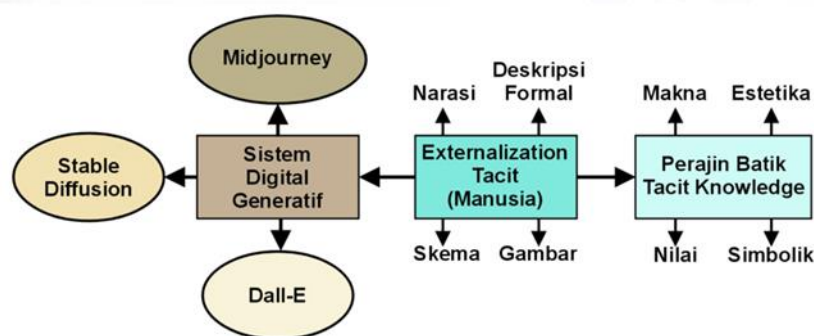 Midjourney
Stable
Diffusion
Sistem
Digital
Generatif
Dall-E
Narasi
Deskripsi
Formal
Externalization
Tacit
(Manusia)
Skema
Gambar
Makna
Estetika
Perajin Batik
Tacit Knowledge
Nilai
Simbolik